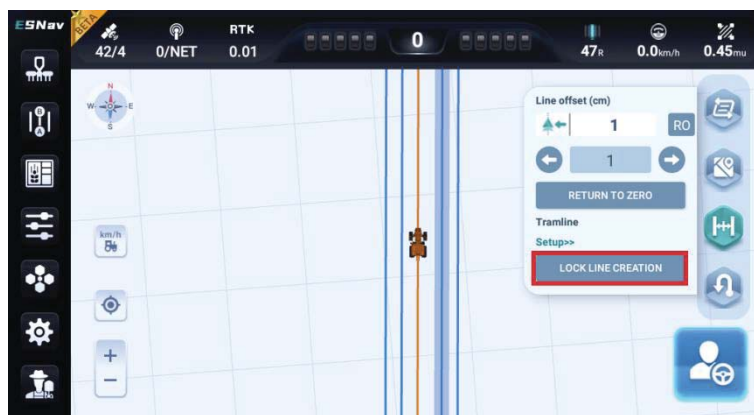 ESNav
BETA
42/4
0/NET
RTK
0.01
0
47R
0.0km/h
0.45mu
N
W
E
S
B
A
km/h
+
−
Line offset (cm)
1
RO
1
RETURN TO ZERO
Tramline
Setup>>
LOCK LINE CREATION